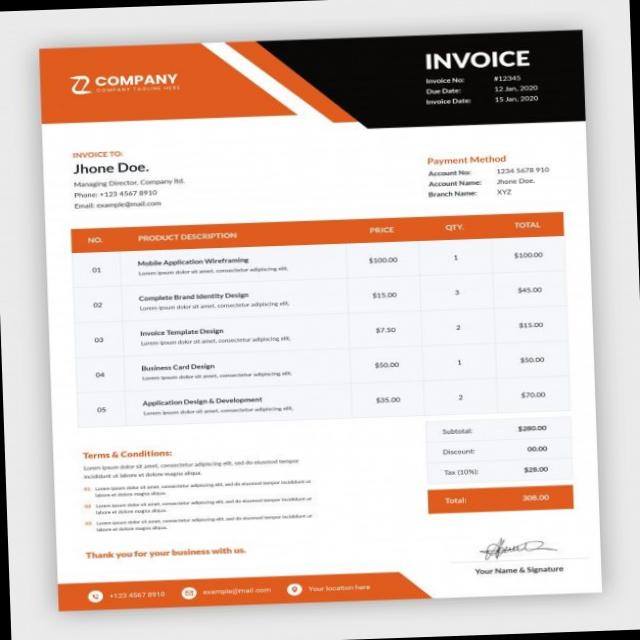 COMPANY
COMPANY TAGLINE HERE
INVOICE
Invoice No: #12345
Due Date: 12 Jan, 2020
Invoice Date: 15 Jan, 2020
INVOICE TO:
Jhone Doe.
Managing Director, Company ltd.
Phone: +123 4567 8910
Email: example@mail.com
Payment Method
Account No: 1234 5678 910
Account Name: Jhone Doe.
Branch Name: XYZ
NO. PRODUCT DESCRIPTION PRICE QTY. TOTAL
01 Mobile Application Wireframing $100.00 1 $100.00
Lorem ipsum dolor sit amet, consectetur adipiscing elit,
02 Complete Brand Identity Design $15.00 3 $45.00
Lorem ipsum dolor sit amet, consectetur adipiscing elit,
03 Invoice Template Design $7.50 2 $15.00
Lorem ipsum dolor sit amet, consectetur adipiscing elit,
04 Business Card Design $50.00 1 $50.00
Lorem ipsum dolor sit amet, consectetur adipiscing elit,
05 Application Design & Development $35.00 2 $70.00
Lorem ipsum dolor sit amet, consectetur adipiscing elit,
Subtotal: $280.00
Discount: 00.00
Tax (10%): $28.00
Total: 308.00
Terms & Conditions:
Lorem ipsum dolor sit amet, consectetur adipiscing elit, sed do eiusmod tempor
incididunt ut labore et dolore magna aliqua.
01 Lorem ipsum dolor sit amet, consectetur adipiscing elit, sed do eiusmod tempor incididunt ut
labore et dolore magna aliqua.
02 Lorem ipsum dolor sit amet, consectetur adipiscing elit, sed do eiusmod tempor incididunt ut
labore et dolore magna aliqua.
03 Lorem ipsum dolor sit amet, consectetur adipiscing elit, sed do eiusmod tempor incididunt ut
labore et dolore magna aliqua.
Thank you for your business with us.
Your Name & Signature
+123 4567 8910 example@mail.com Your location here